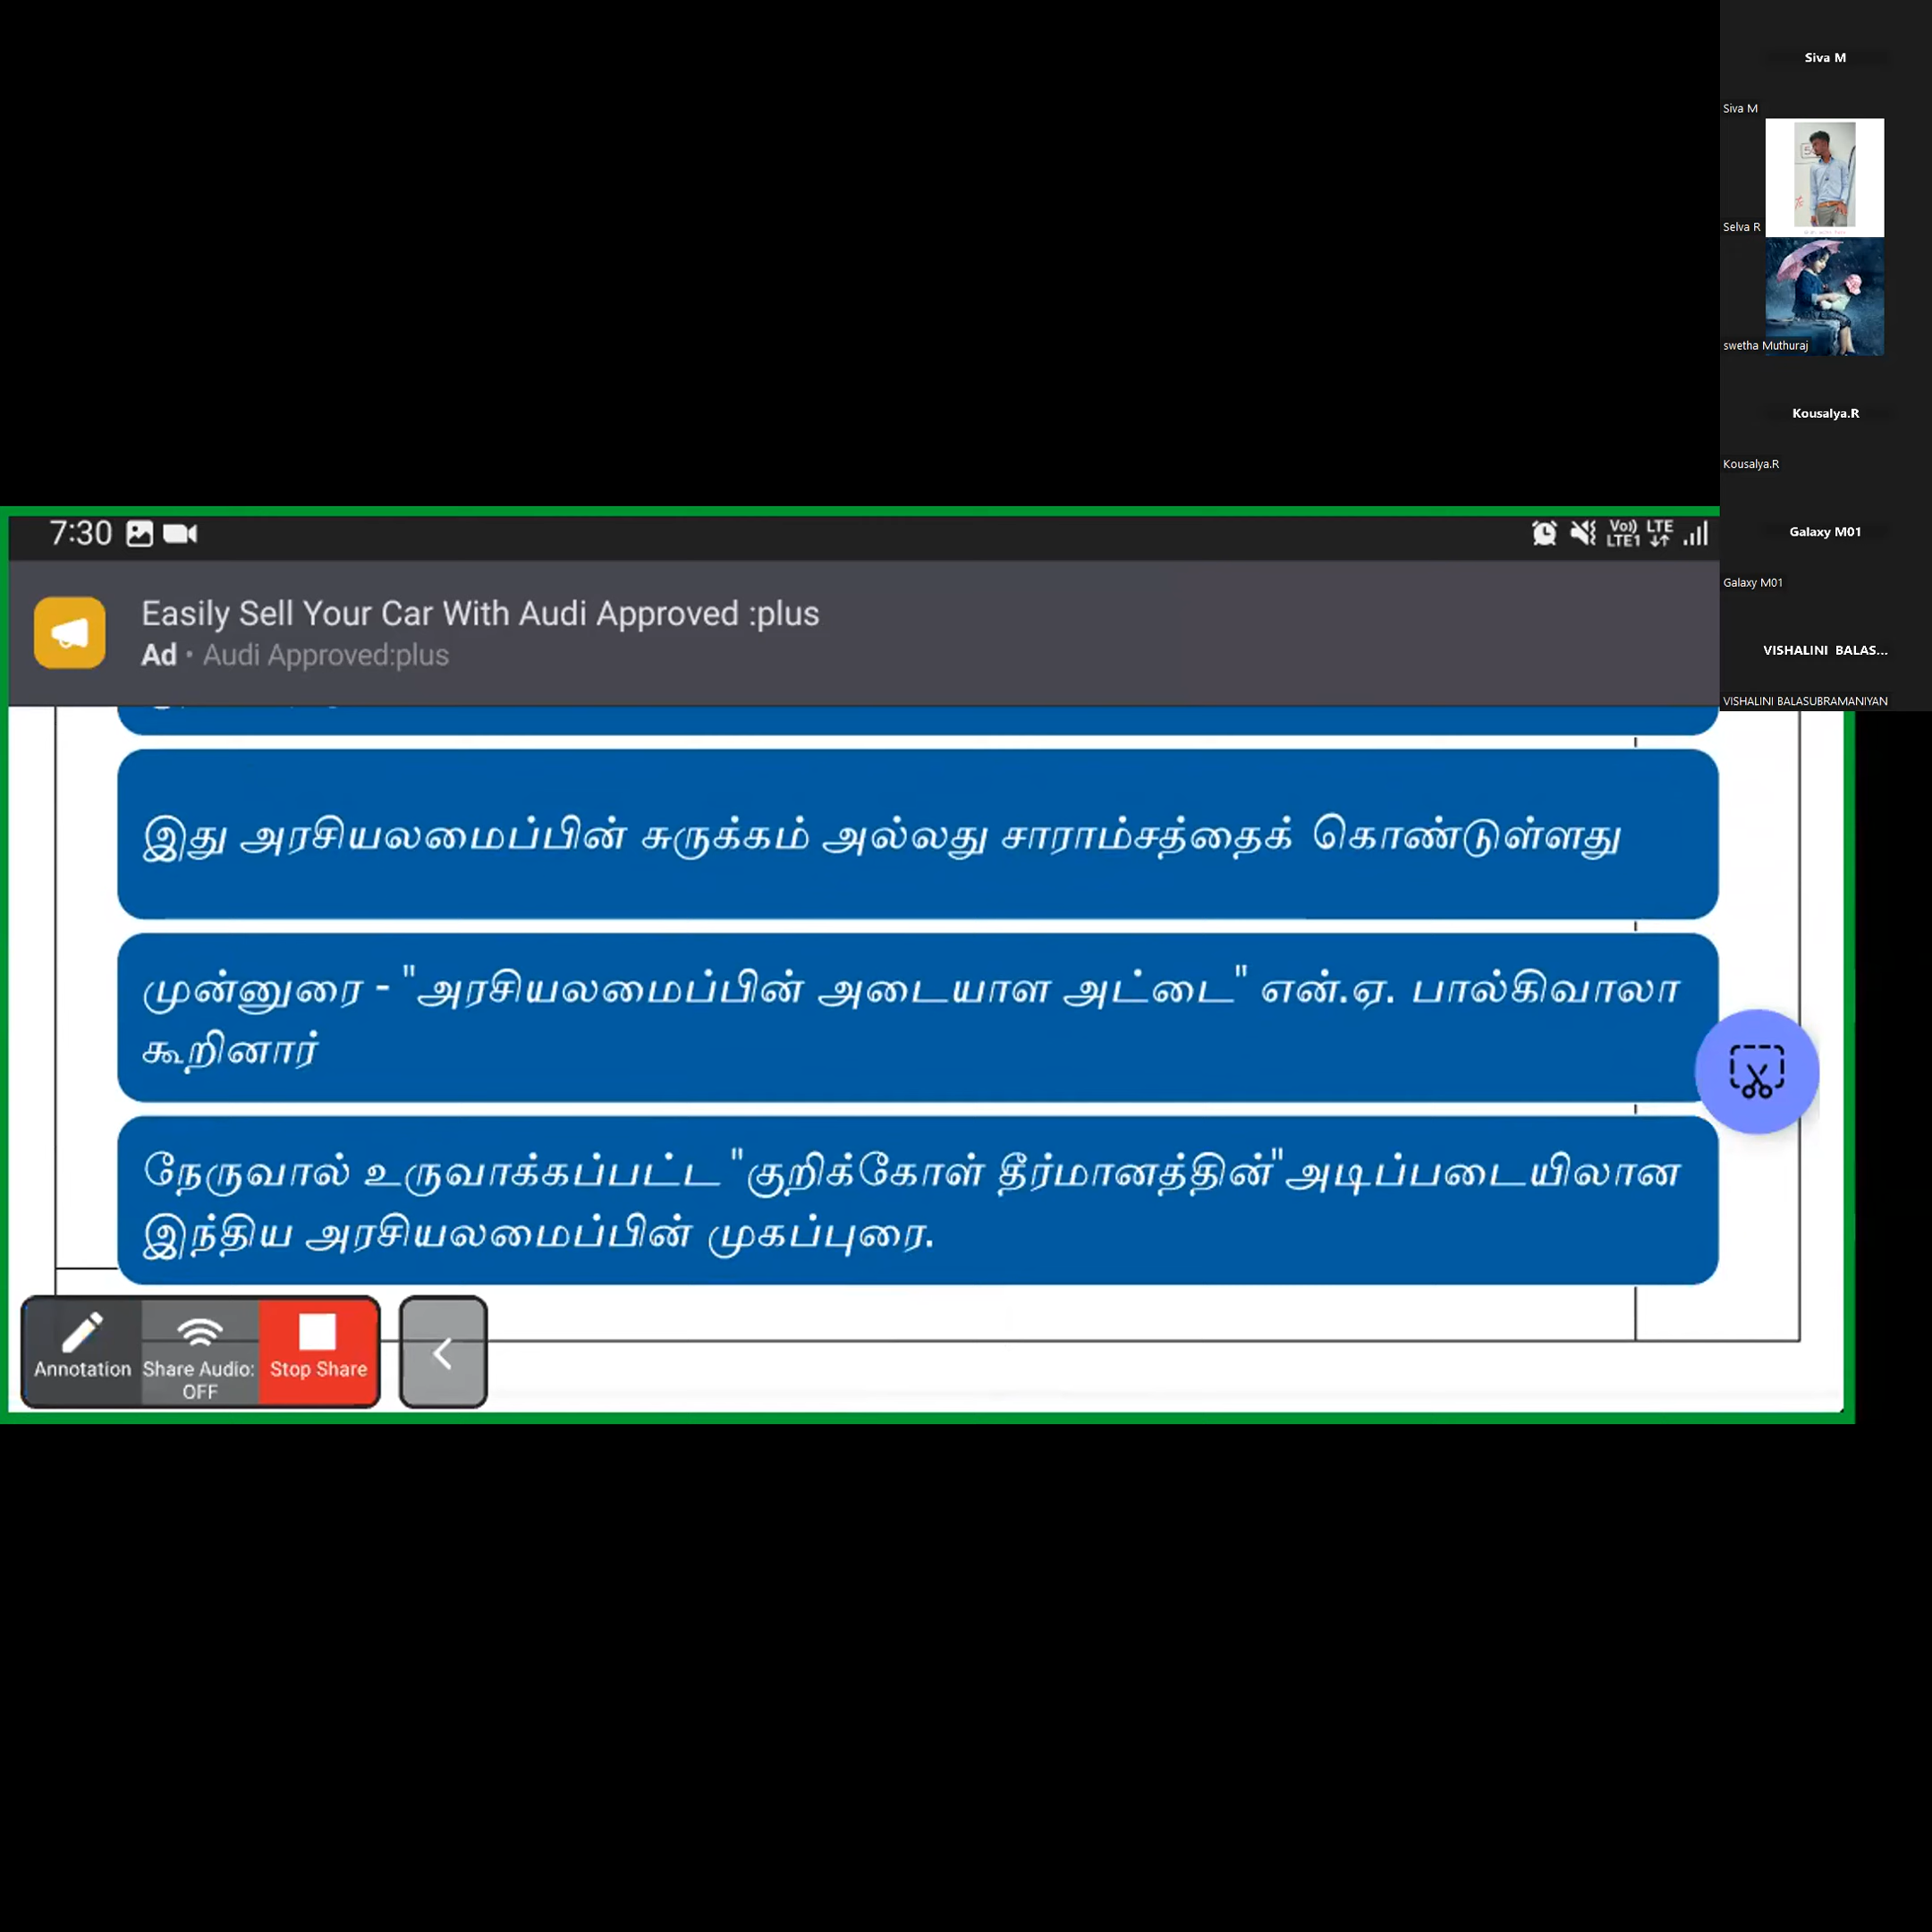 Siva M
Siva M
Selva R
swetha Muthuraj
Kousalya.R
Kousalya.R
Galaxy M01
Galaxy M01
VISHALINI BALAS...
VISHALINI BALASUBRAMANIYAN
7:30
Vo)) LTE
LTE1
Easily Sell Your Car With Audi Approved :plus
Ad • Audi Approved:plus
இது அரசியலமைப்பின் சுருக்கம் அல்லது சாராம்சத்தைக் கொண்டுள்ளது
முன்னுரை - "அரசியலமைப்பின் அடையாள அட்டை" என்.ஏ. பால்கிவாலா
கூறினார்
நேருவால் உருவாக்கப்பட்ட "குறிக்கோள் தீர்மானத்தின்"அடிப்படையிலான
இந்திய அரசியலமைப்பின் முகப்புரை.
Annotation
Share Audio:
OFF
Stop Share